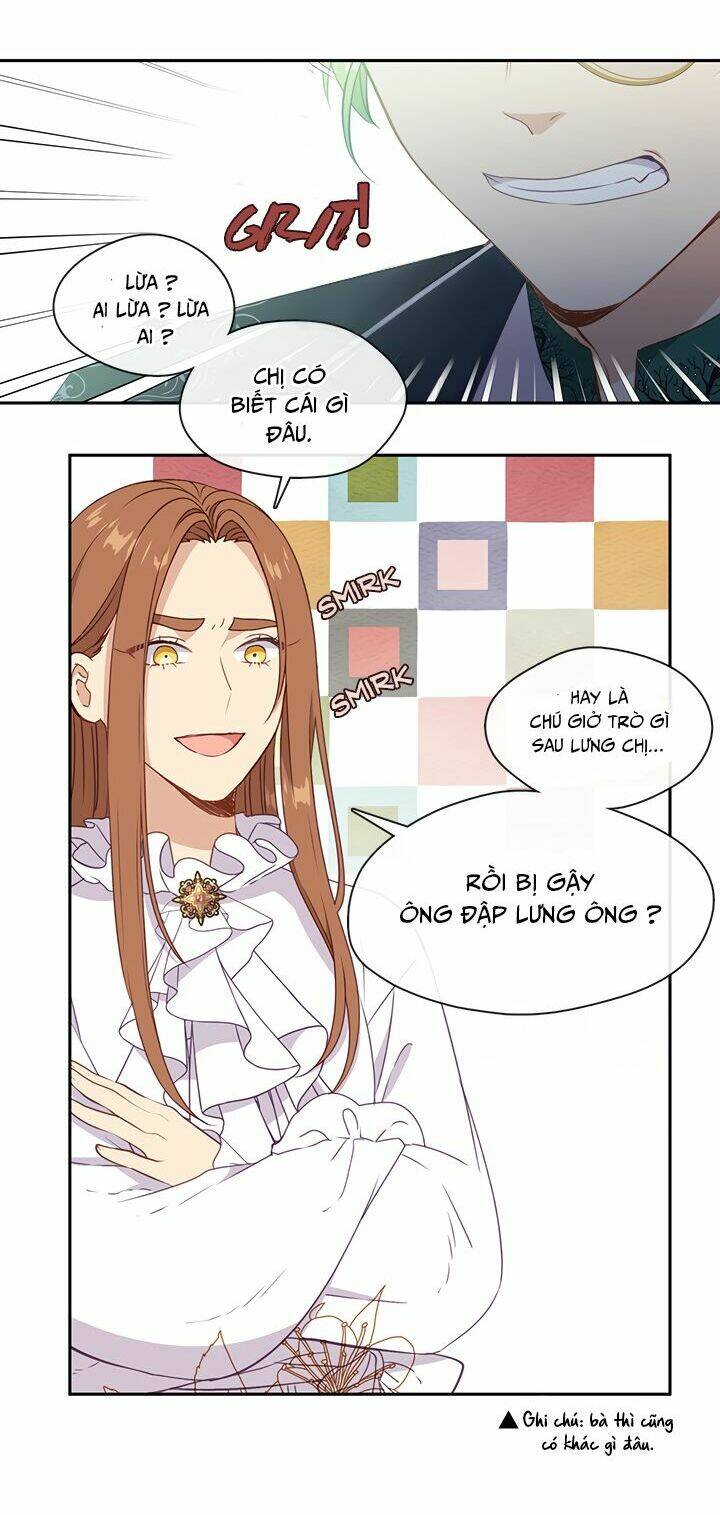 GRIT!
LỪA ?
AI LỪA ? LỪA
AI ?
CHỊ CÓ
BIẾT CÁI GÌ
ĐÂU.
SMIRK
SMIRK
HAY LÀ
CHÚ GIỞ TRÒ GÌ
SAU LƯNG CHỊ...
RỒI BỊ GẬY
ÔNG ĐẬP LƯNG ÔNG ?
▲ Ghi chú: bà thì cũng
có khác gì đâu.